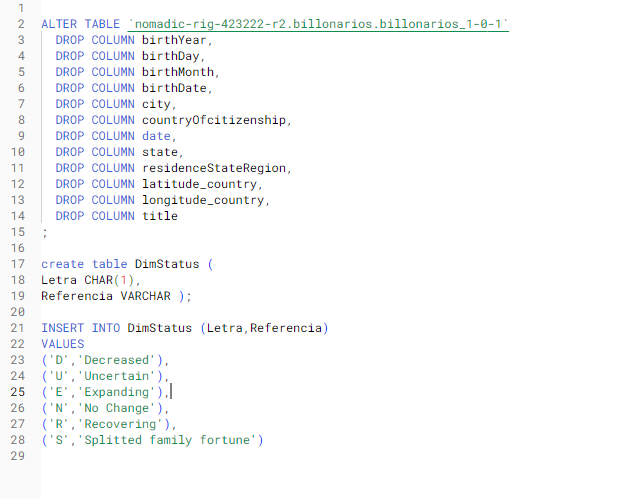 1
2 ALTER TABLE `nomadic-rig-423222-r2.billonarios.billonarios_1-0-1`
3 DROP COLUMN birthYear,
4 DROP COLUMN birthDay,
5 DROP COLUMN birthMonth,
6 DROP COLUMN birthDate,
7 DROP COLUMN city,
8 DROP COLUMN countryOfcitizenship,
9 DROP COLUMN date,
10 DROP COLUMN state,
11 DROP COLUMN residenceStateRegion,
12 DROP COLUMN latitude_country,
13 DROP COLUMN longitude_country,
14 DROP COLUMN title
15 ;
16
17 create table DimStatus (
18 Letra CHAR(1),
19 Referencia VARCHAR );
20
21 INSERT INTO DimStatus (Letra,Referencia)
22 VALUES
23 ('D','Decreased'),
24 ('U','Uncertain'),
25 ('E','Expanding'),
26 ('N','No Change'),
27 ('R','Recovering'),
28 ('S','Splitted family fortune')
29